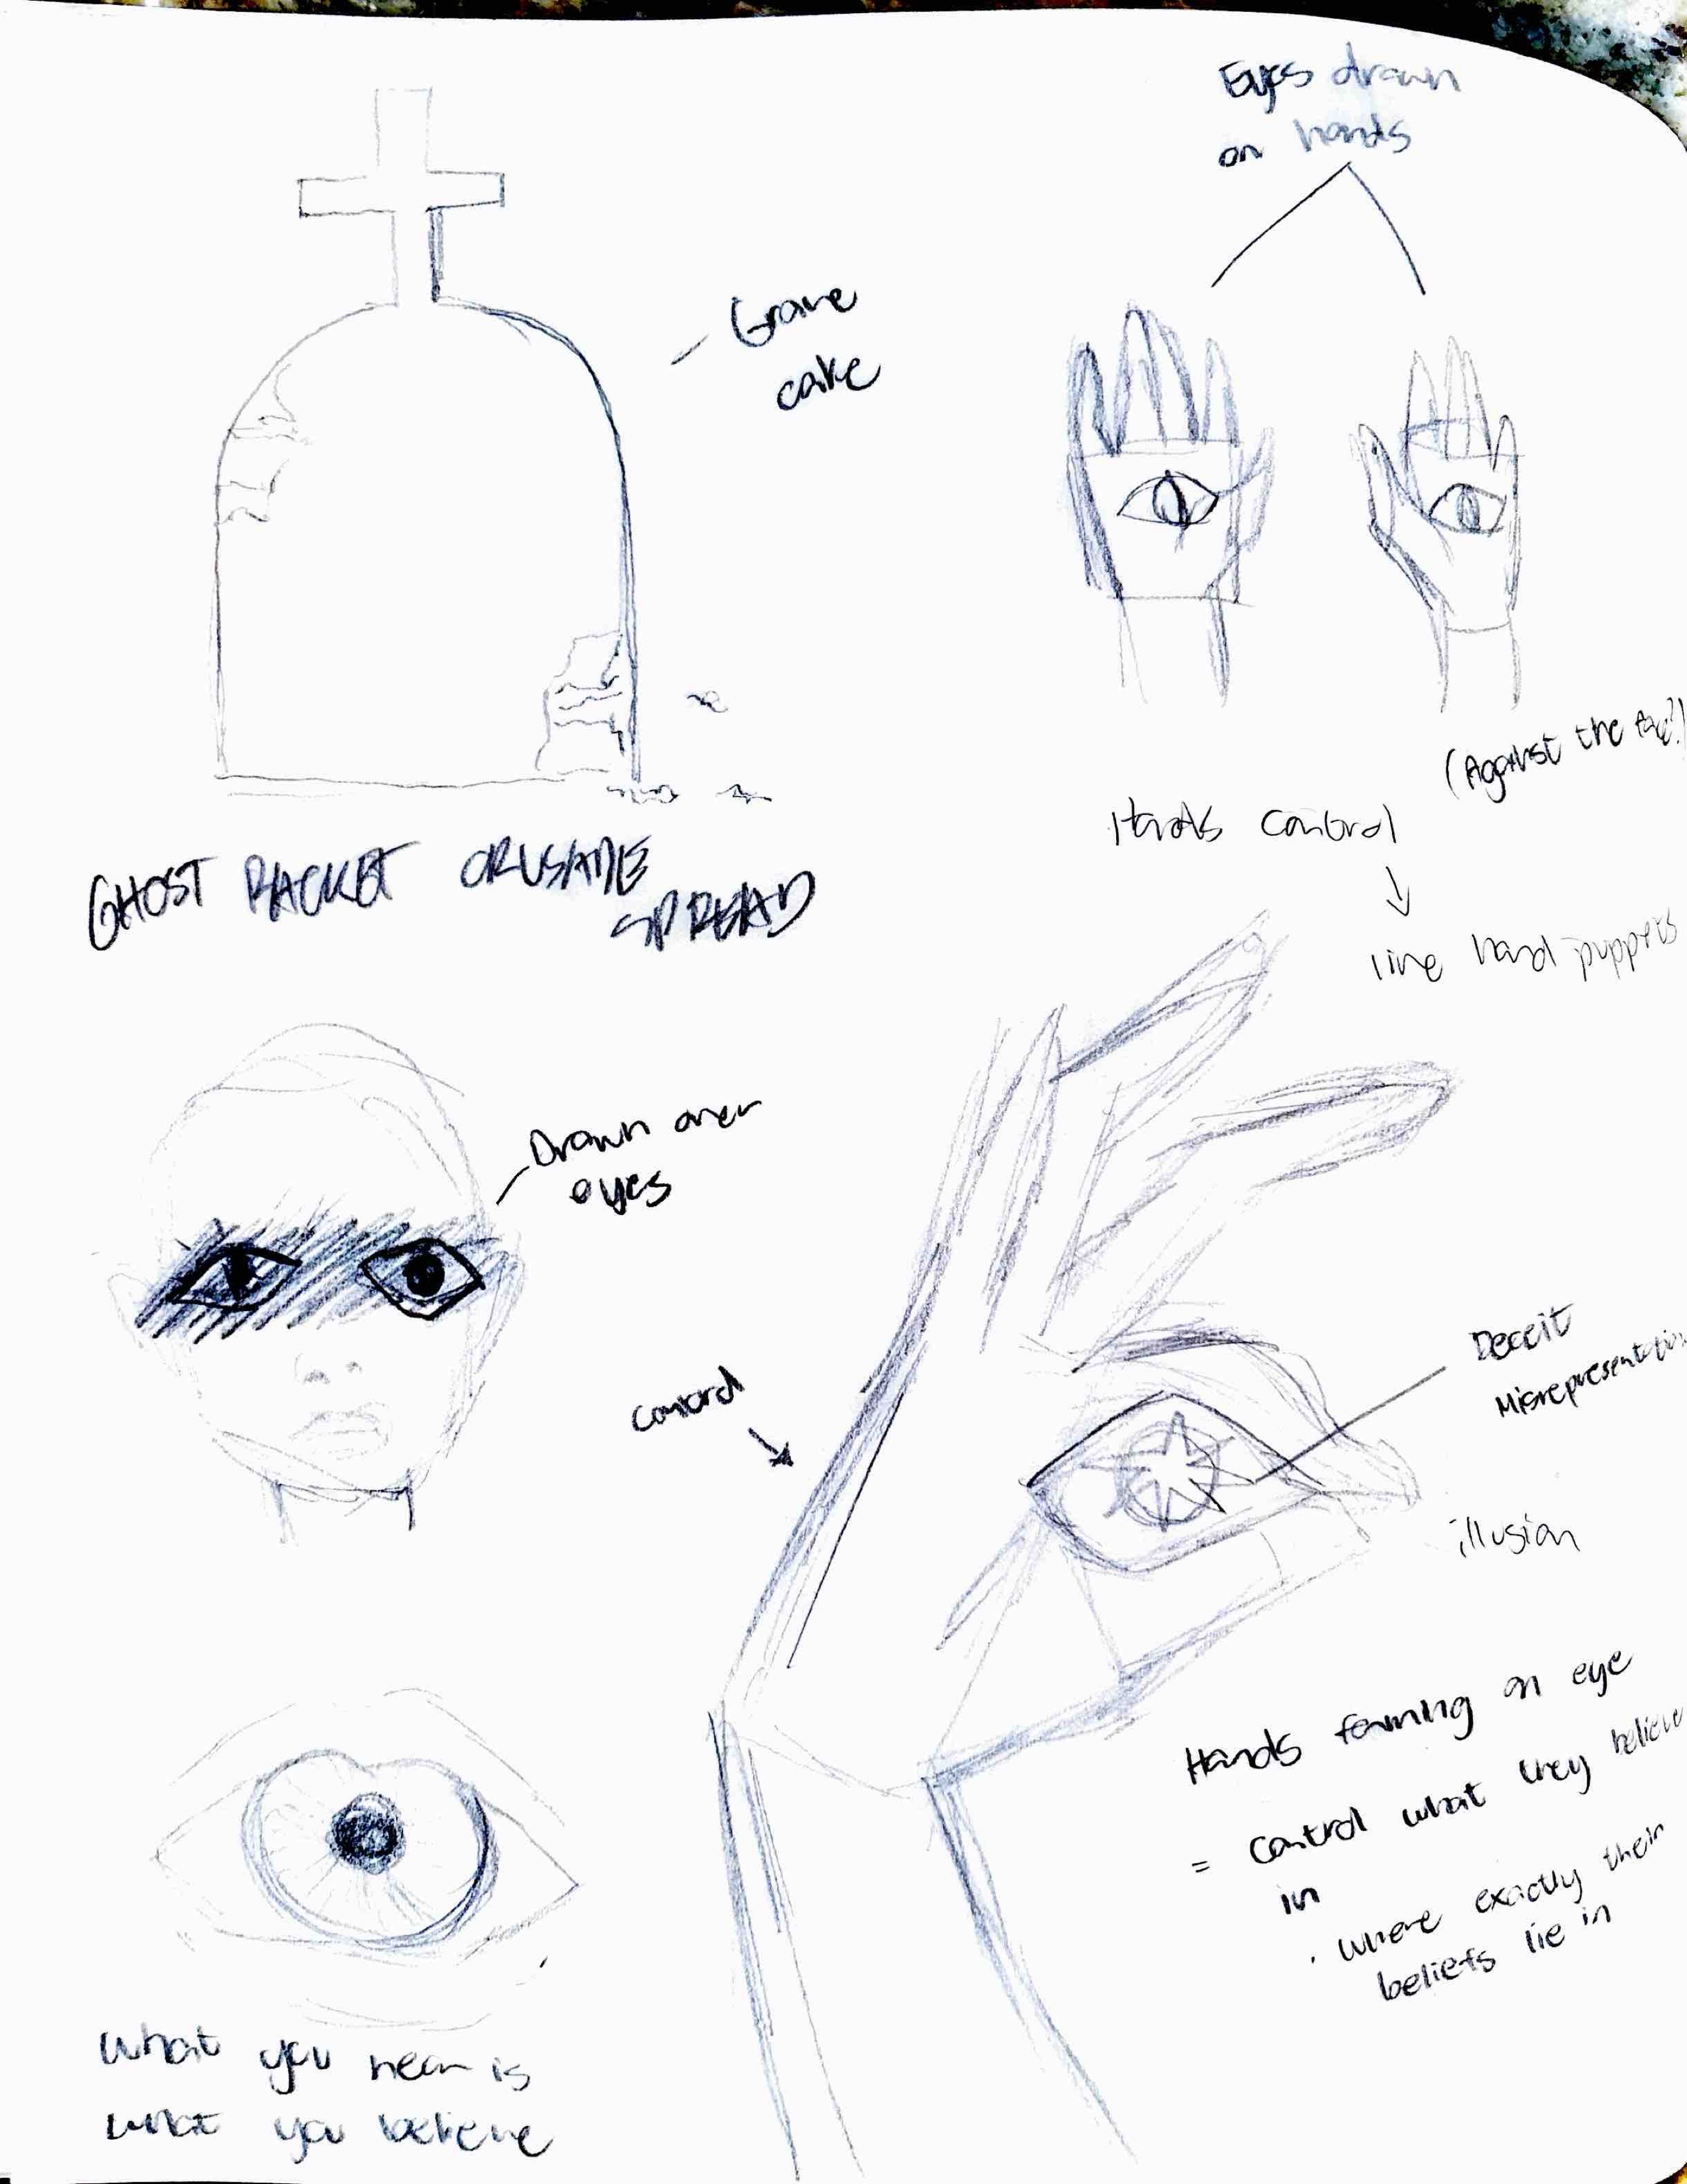 Eyes drawn
on hands
Grave
cake
(Against the face?)
Hands control
like hand puppets
GHOST PACKET CRUSADE
SPREAD
Drawn over
eyes
control
Deceit
Misrepresentation
illusion
Hands forming an eye
= control what they believe
in
. where exactly their
beliefs lie in
What you hear is
what you believe